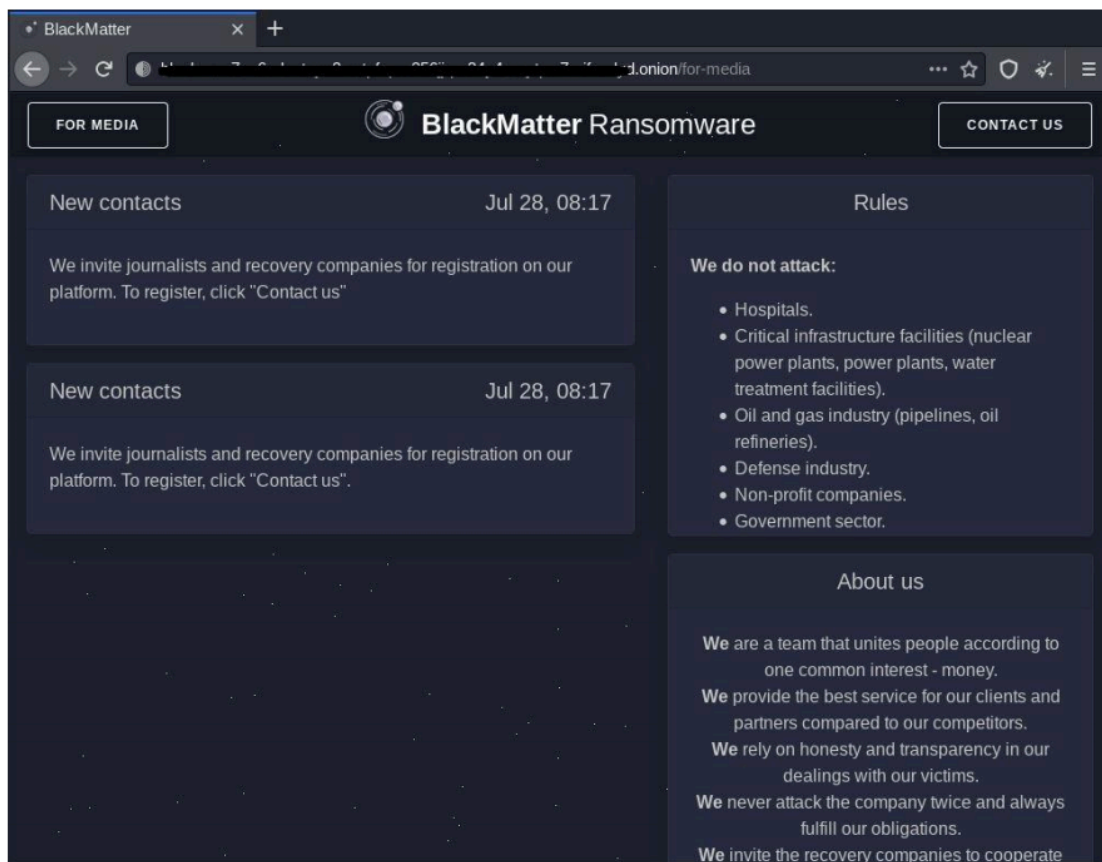 BlackMatter
.onion/for-media
FOR MEDIA
BlackMatter Ransomware
CONTACT US
New contacts
Jul 28, 08:17
We invite journalists and recovery companies for registration on our
platform. To register, click "Contact us"
New contacts
Jul 28, 08:17
We invite journalists and recovery companies for registration on our
platform. To register, click "Contact us".
Rules
We do not attack:
• Hospitals.
• Critical infrastructure facilities (nuclear
power plants, power plants, water
treatment facilities).
• Oil and gas industry (pipelines, oil
refineries).
• Defense industry.
• Non-profit companies.
• Government sector.
About us
We are a team that unites people according to
one common interest - money.
We provide the best service for our clients and
partners compared to our competitors.
We rely on honesty and transparency in our
dealings with our victims.
We never attack the company twice and always
fulfill our obligations.
We invite the recovery companies to cooperate